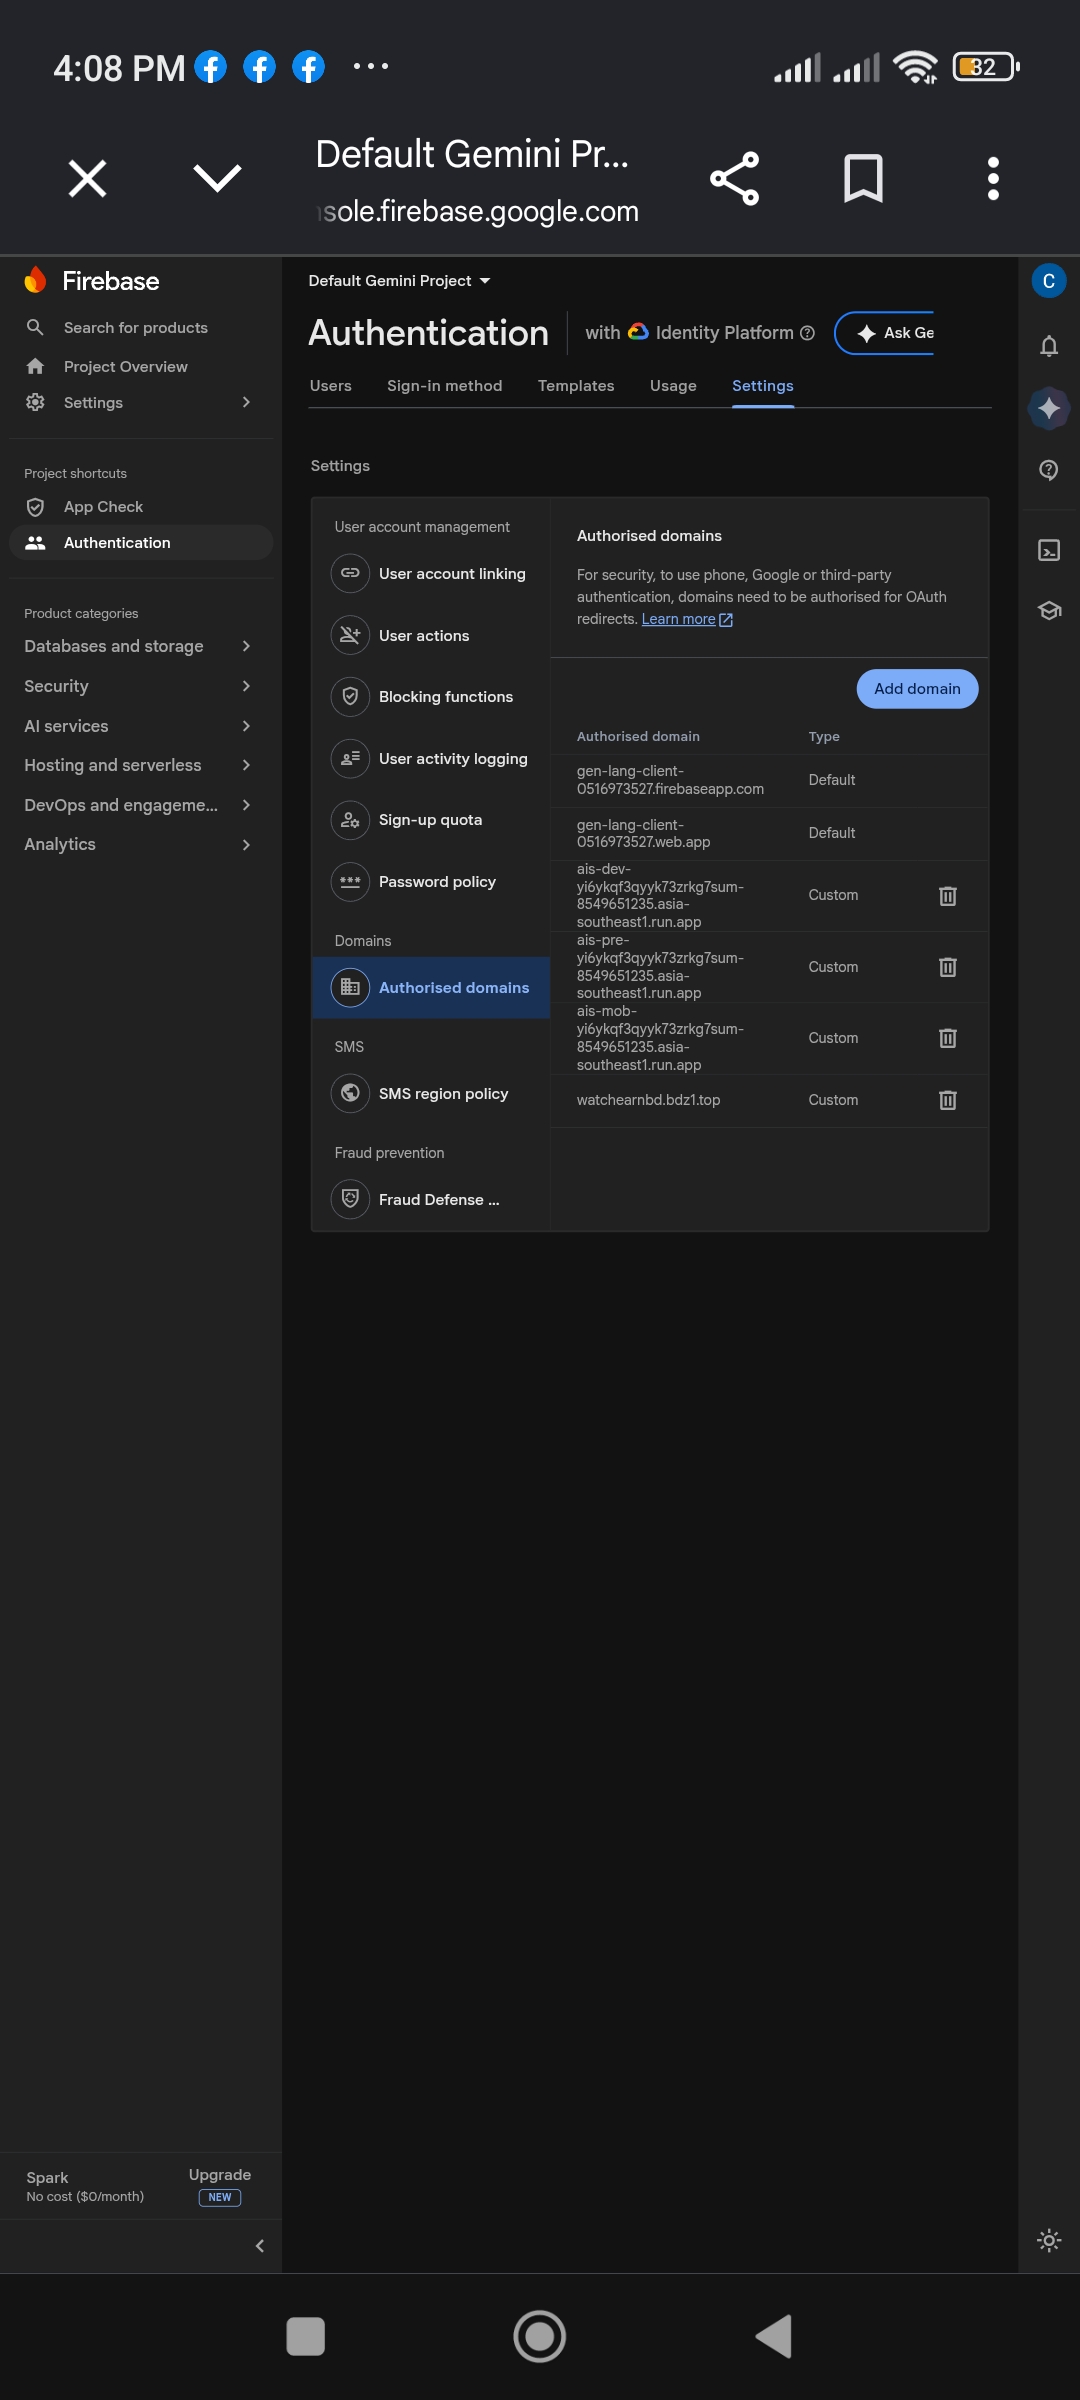 4:08 PM
32
Default Gemini Pr...
sole.firebase.google.com
Firebase
Search for products
Project Overview
Settings
Project shortcuts
App Check
Authentication
Product categories
Databases and storage
Security
AI services
Hosting and serverless
DevOps and engageme...
Analytics
Spark
No cost ($0/month)
Upgrade
NEW
Default Gemini Project
Authentication
with Identity Platform
Ask Ge
Users Sign-in method Templates Usage Settings
Settings
User account management
User account linking
User actions
Blocking functions
User activity logging
Sign-up quota
Password policy
Domains
Authorised domains
SMS
SMS region policy
Fraud prevention
Fraud Defense ...
Authorised domains
For security, to use phone, Google or third-party
authentication, domains need to be authorised for OAuth
redirects. Learn more
Add domain
Authorised domain Type
gen-lang-client-
0516973527.firebaseapp.com
Default
gen-lang-client-
0516973527.web.app
Default
ais-dev-
yi6ykqf3qyyk73zrkg7sum-
8549651235.asia-
southeast1.run.app
Custom
ais-pre-
yi6ykqf3qyyk73zrkg7sum-
8549651235.asia-
southeast1.run.app
Custom
ais-mob-
yi6ykqf3qyyk73zrkg7sum-
8549651235.asia-
southeast1.run.app
Custom
watchearnbd.bdz1.top
Custom
C